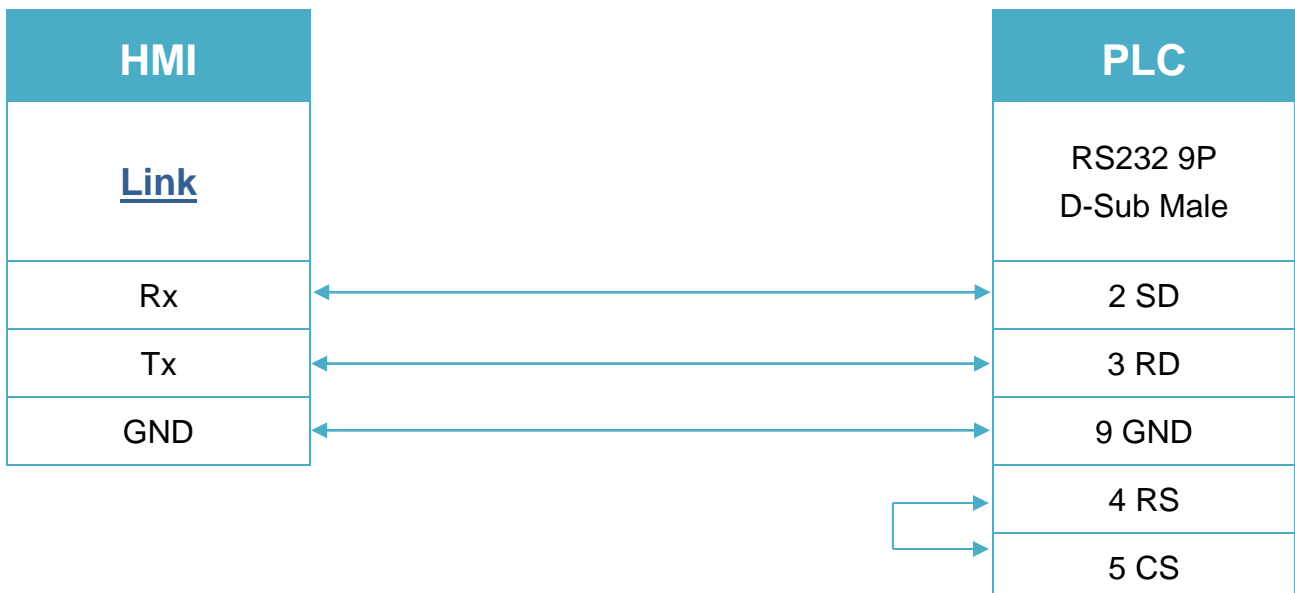 HMI
PLC
Link
RS232 9P
D-Sub Male
Rx
2 SD
Tx
3 RD
GND
9 GND
4 RS
5 CS